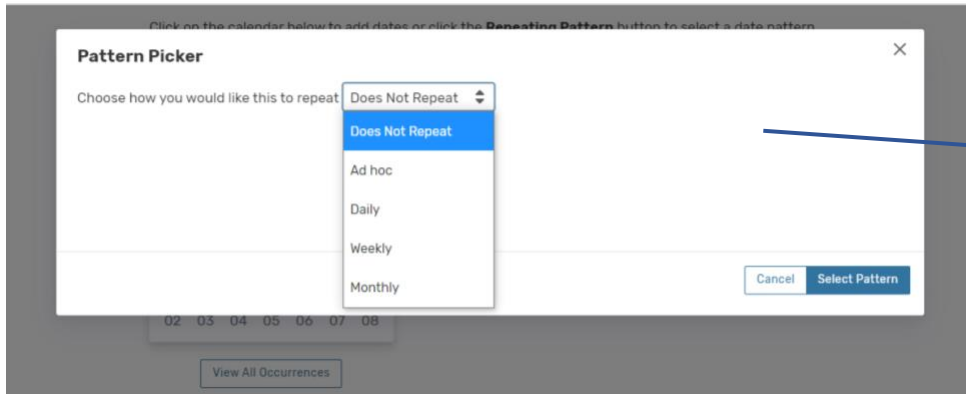 Click on the calendar below to add dates or click the Repeating Pattern button to select a date pattern
Pattern Picker
Choose how you would like this to repeat Does Not Repeat
Does Not Repeat
Ad hoc
Daily
Weekly
Monthly
Cancel Select Pattern
02 03 04 05 06 07 08
View All Occurrences